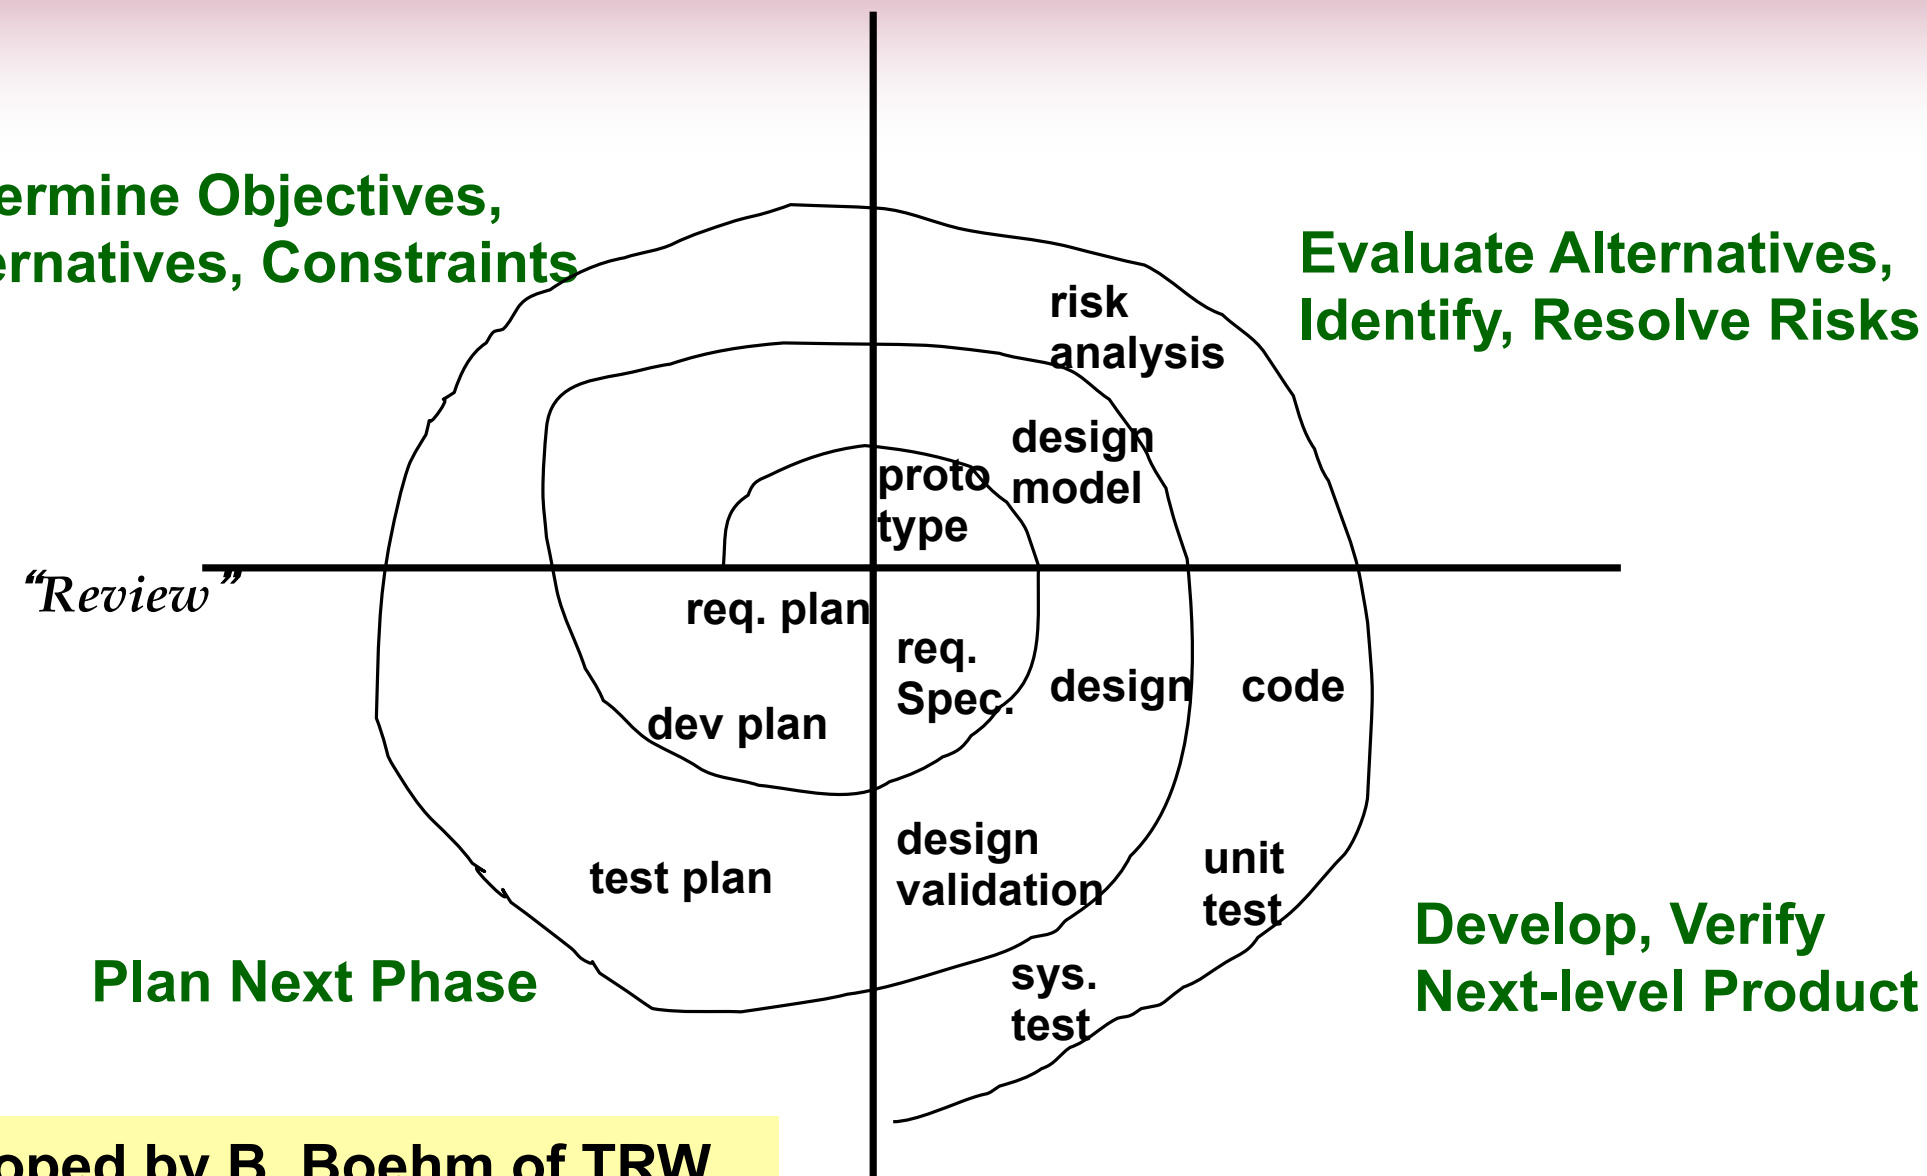 ermine Objectives,
ernatives, Constraints
Evaluate Alternatives,
Identify, Resolve Risks
risk
analysis
design
model
proto
type
“Review”
req. plan
req.
Spec.
design
code
dev plan
design
validation
unit
test
test plan
sys.
test
Plan Next Phase
Develop, Verify
Next-level Product
oped by B. Boehm of TRW